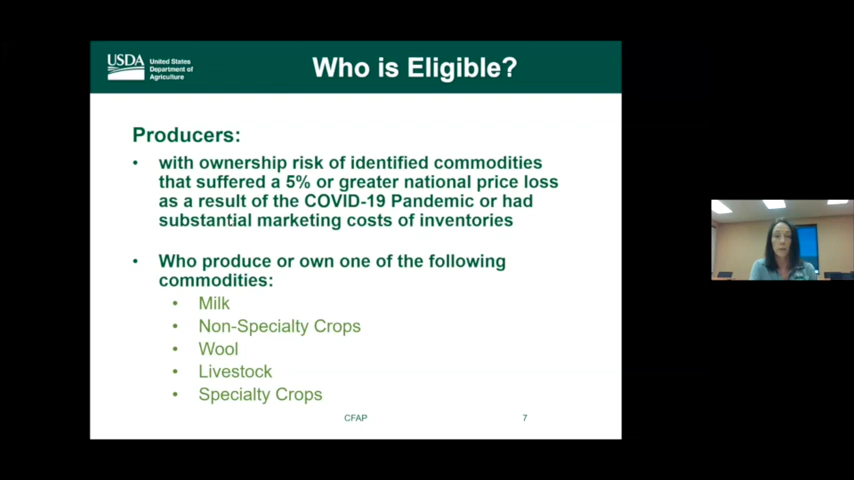 USDA
United States
Department of
Agriculture
Who is Eligible?
Producers:
• with ownership risk of identified commodities
that suffered a 5% or greater national price loss
as a result of the COVID-19 Pandemic or had
substantial marketing costs of inventories
• Who produce or own one of the following
commodities:
• Milk
• Non-Specialty Crops
• Wool
• Livestock
• Specialty Crops
CFAP
7